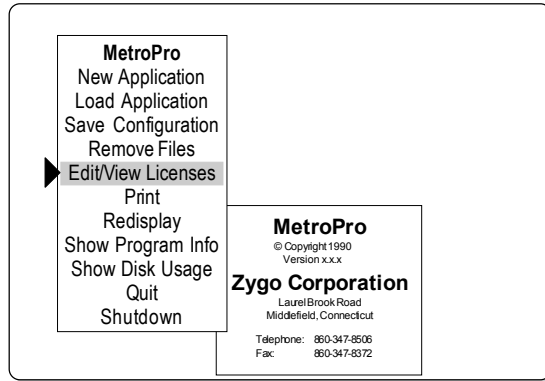 MetroPro
New Application
Load Application
Save Configuration
Remove Files
Edit/View Licenses
Print
Redisplay
Show Program Info
Show Disk Usage
Quit
Shutdown
MetroPro
© Copyright 1990
Version x.x.x
Zygo Corporation
Laurel Brook Road
Middlefield, Connecticut
Telephone: 860-347-8506
Fax: 860-347-8372